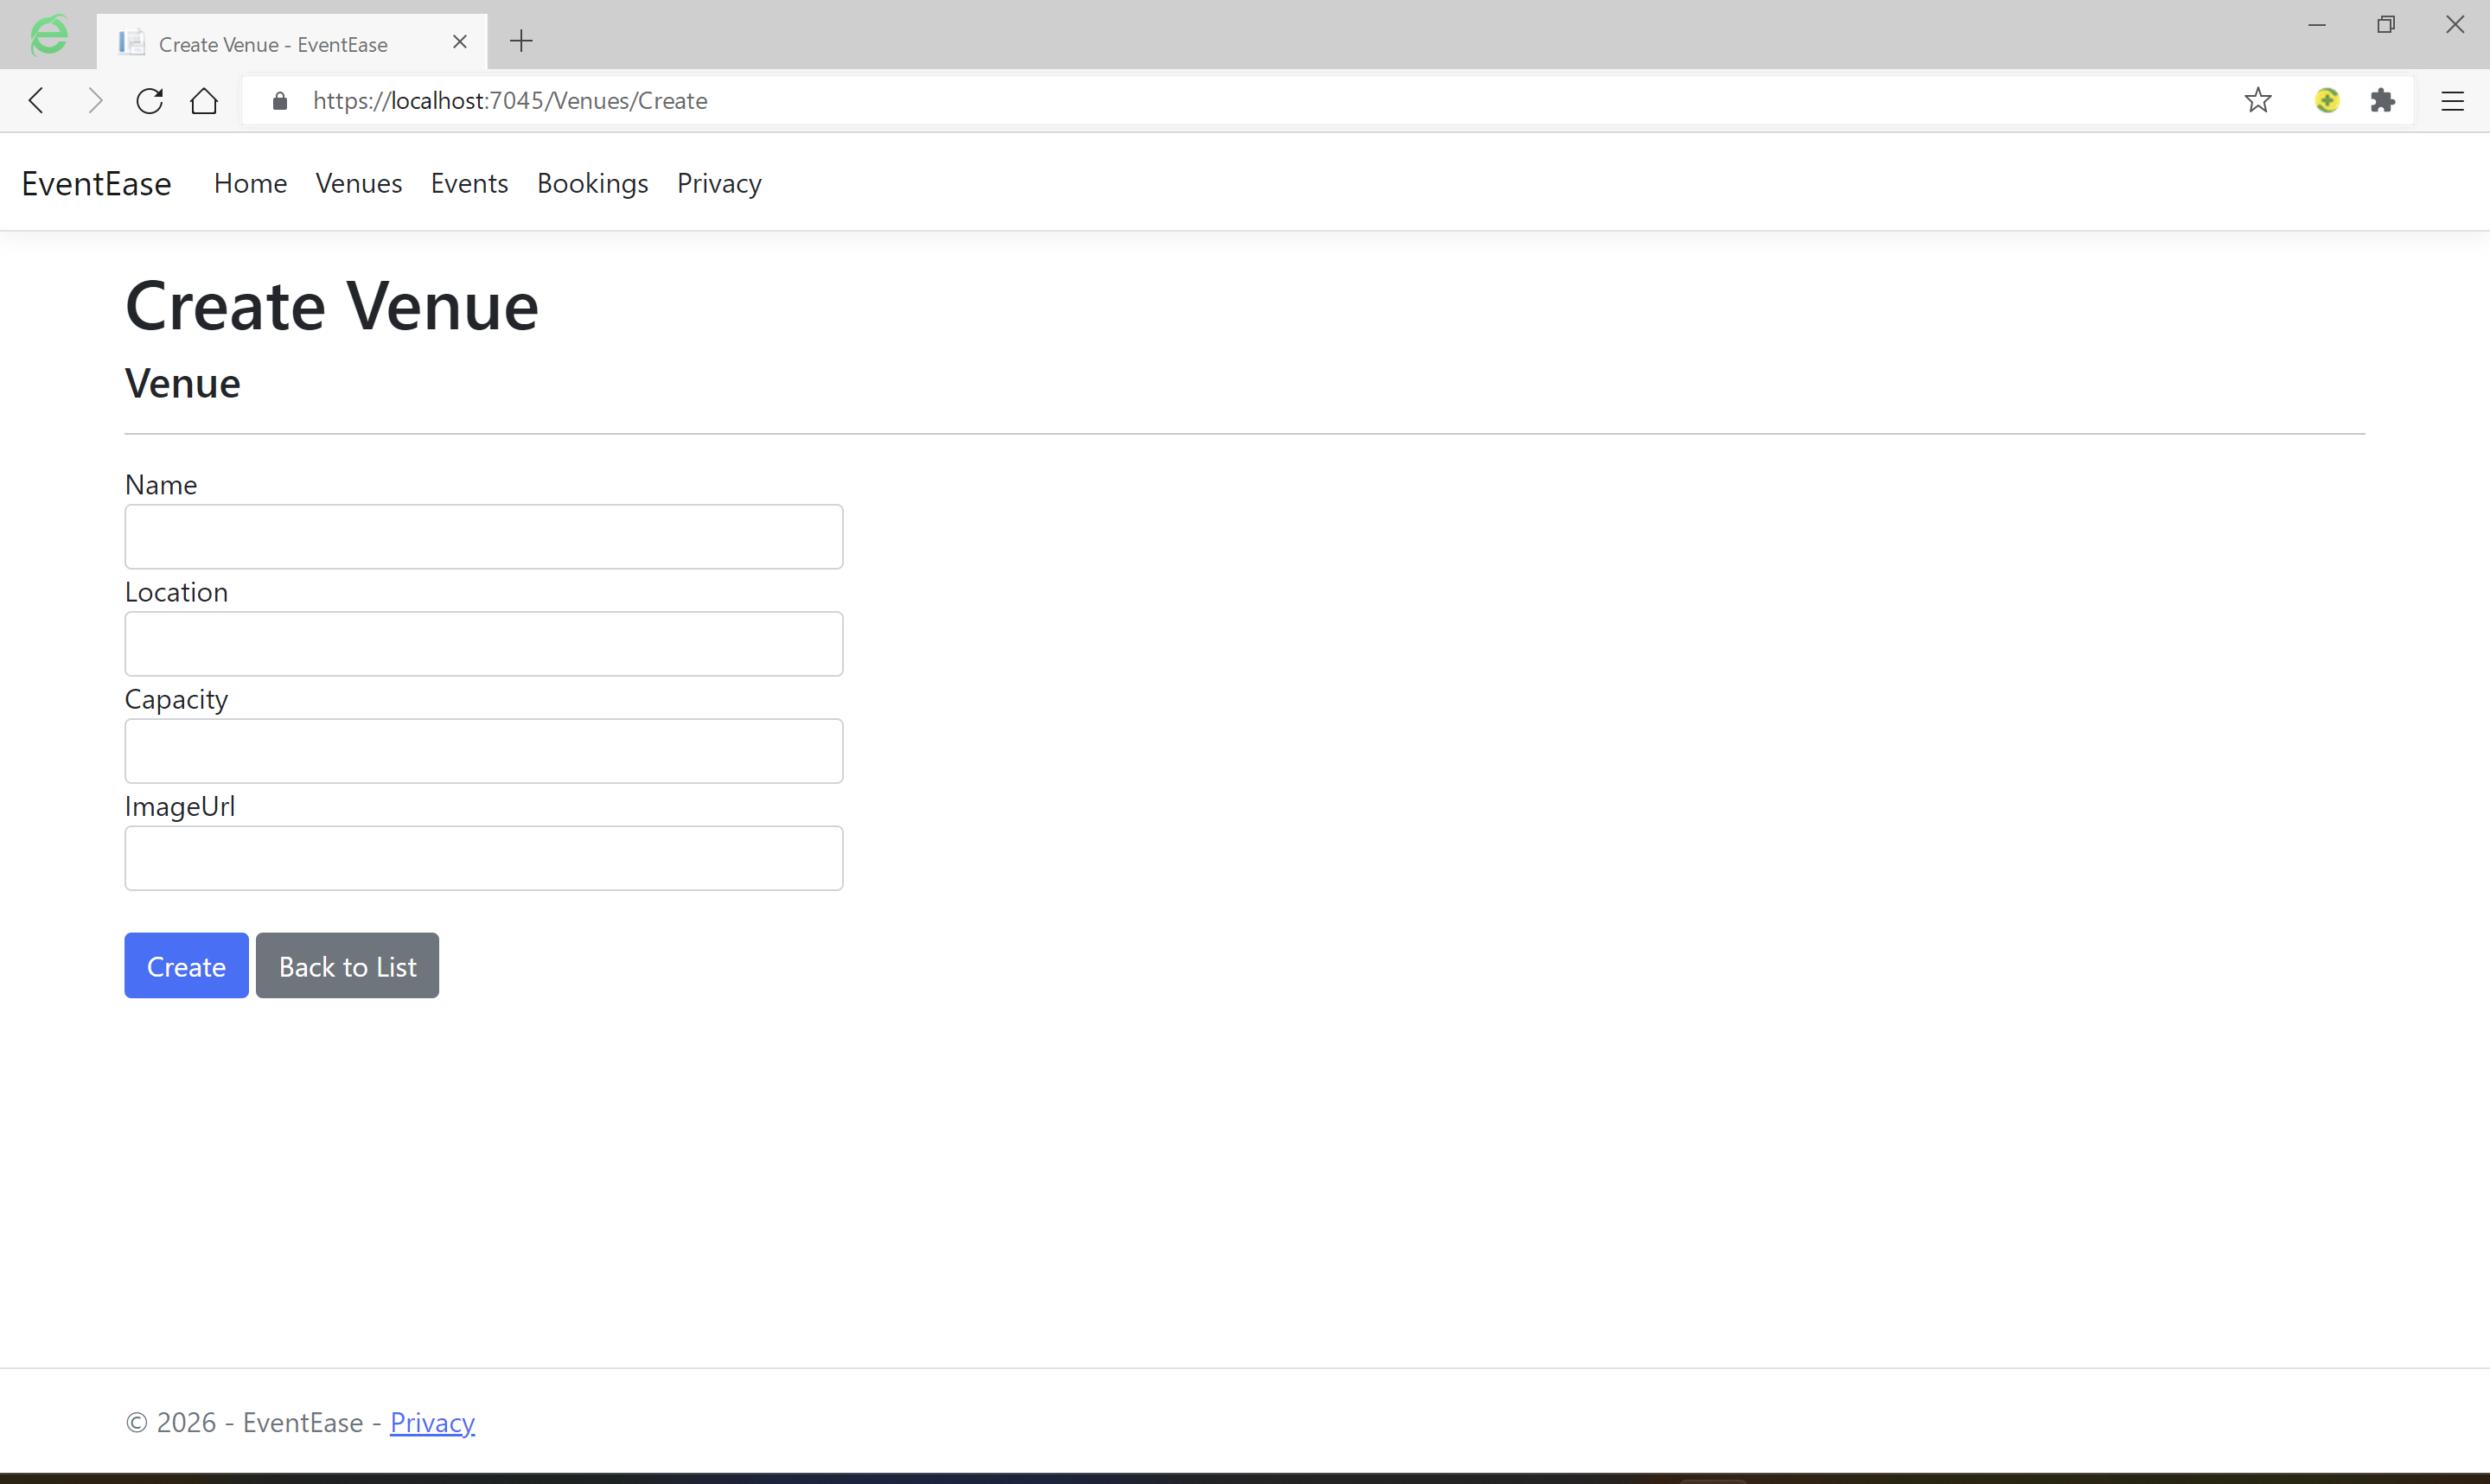 Create Venue - EventEase
https://localhost:7045/Venues/Create
EventEase Home Venues Events Bookings Privacy
Create Venue
Venue
Name
Location
Capacity
ImageUrl
Create Back to List
© 2026 - EventEase - Privacy